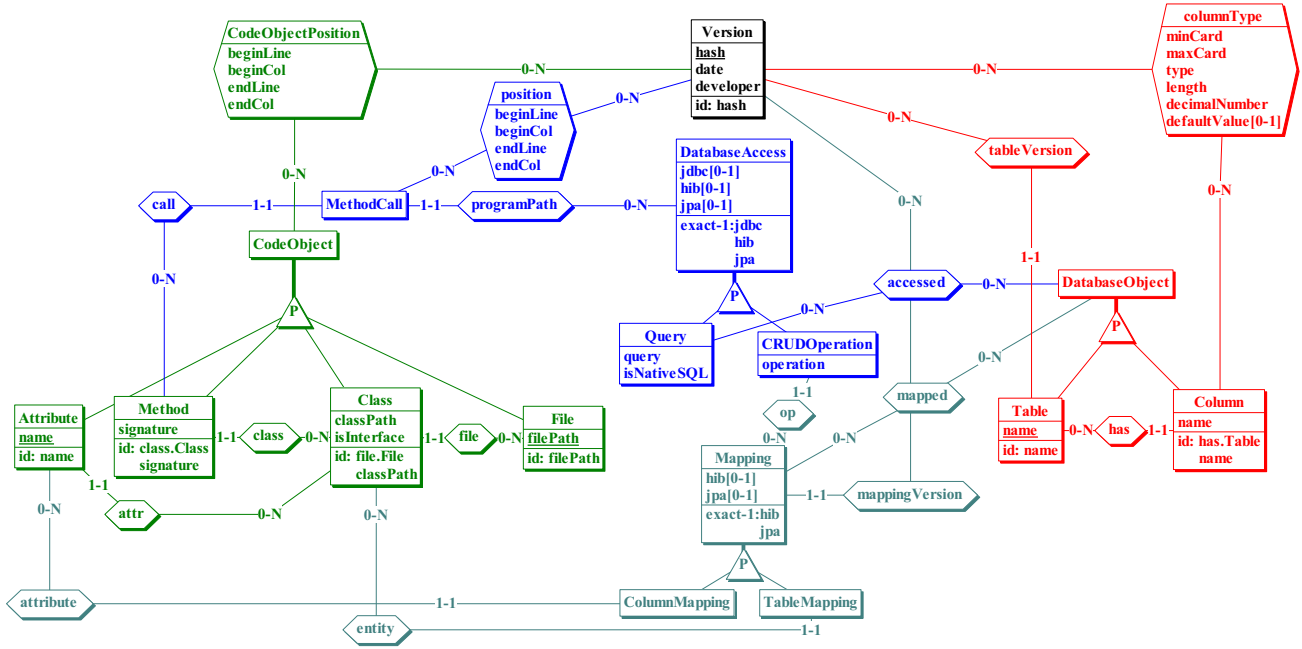 CodeObjectPosition
beginLine
beginCol
endLine
endCol
0-N
Version
hash
date
developer
id: hash
0-N
columnType
minCard
maxCard
type
length
decimalNumber
defaultValue[0-1]
position
beginLine
beginCol
endLine
endCol
0-N
0-N
tableVersion
0-N
0-N
DatabaseAccess
jdbc[0-1]
hib[0-1]
jpa[0-1]
exact-1:jdbc
hib
jpa
0-N
call
1-1
MethodCall
1-1
programPath
0-N
0-N
CodeObject
0-N
1-1
0-N
P
P
0-N
accessed
0-N
DatabaseObject
P
Query
query
isNativeSQL
CRUDOperation
operation
1-1
0-N
mapped
op
0-N
0-N
Attribute
name
id: name
Method
signature
id: class.Class
signature
1-1
class
0-N
Class
classPath
isInterface
id: file.File
classPath
1-1
file
0-N
File
filePath
id: filePath
Table
name
id: name
0-N
has
1-1
Column
name
id: has.Table
name
Mapping
hib[0-1]
jpa[0-1]
exact-1:hib
jpa
1-1
mappingVersion
1-1
attr
0-N
0-N
0-N
P
attribute
1-1
ColumnMapping
TableMapping
entity
1-1